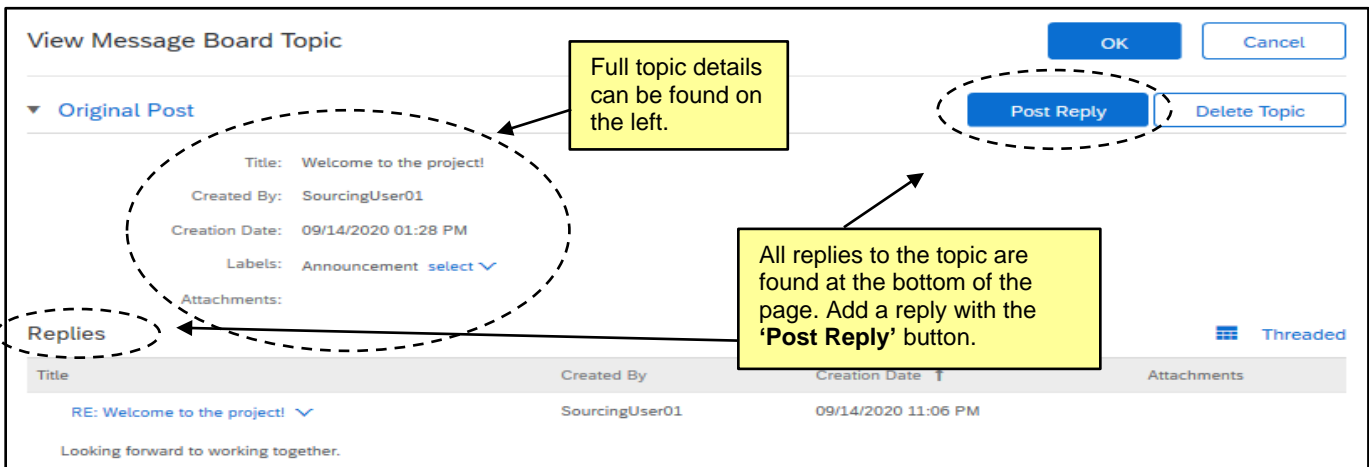 View Message Board Topic
OK
Cancel
Full topic details
can be found on
the left.
▼ Original Post
Post Reply
Delete Topic
Title: Welcome to the project!
Created By: SourcingUser01
Creation Date: 09/14/2020 01:28 PM
Labels: Announcement select
Attachments:
All replies to the topic are
found at the bottom of the
page. Add a reply with the
‘Post Reply’ button.
Replies
Threaded
Title Created By Creation Date ↑ Attachments
RE: Welcome to the project! SourcingUser01 09/14/2020 11:06 PM
Looking forward to working together.